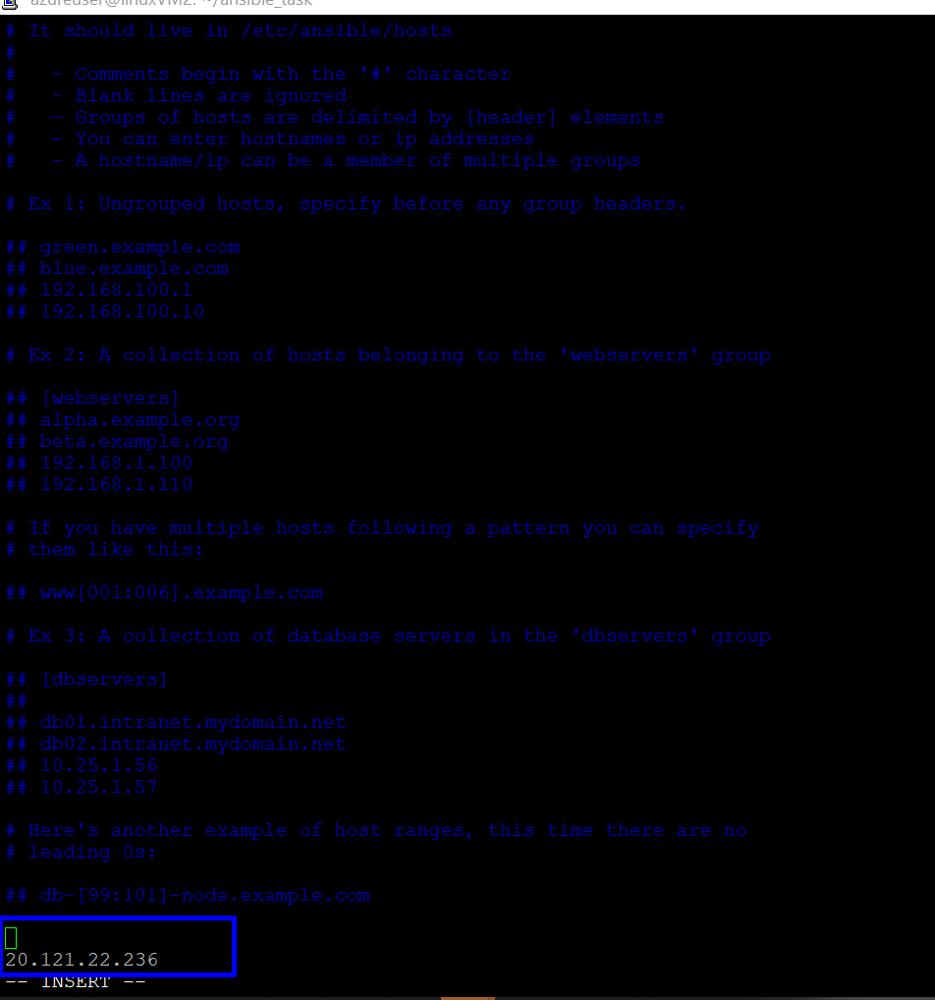 azureuser@linuxVM2: ~/ansible_task
# It should live in /etc/ansible/hosts
#
#   - Comments begin with the '#' character
#   - Blank lines are ignored
#   - Groups of hosts are delimited by [header] elements
#   - You can enter hostnames or ip addresses
#   - A hostname/ip can be a member of multiple groups
# Ex 1: Ungrouped hosts, specify before any group headers.
## green.example.com
## blue.example.com
## 192.168.100.1
## 192.168.100.10
# Ex 2: A collection of hosts belonging to the 'webservers' group
## [webservers]
## alpha.example.org
## beta.example.org
## 192.168.1.100
## 192.168.1.110
# If you have multiple hosts following a pattern you can specify
# them like this:
## www[001:006].example.com
# Ex 3: A collection of database servers in the 'dbservers' group
## [dbservers]
##
## db01.intranet.mydomain.net
## db02.intranet.mydomain.net
## 10.25.1.56
## 10.25.1.57
# Here's another example of host ranges, this time there are no
# leading 0s:
## db-[99:101]-node.example.com
20.121.22.236
-- INSERT --